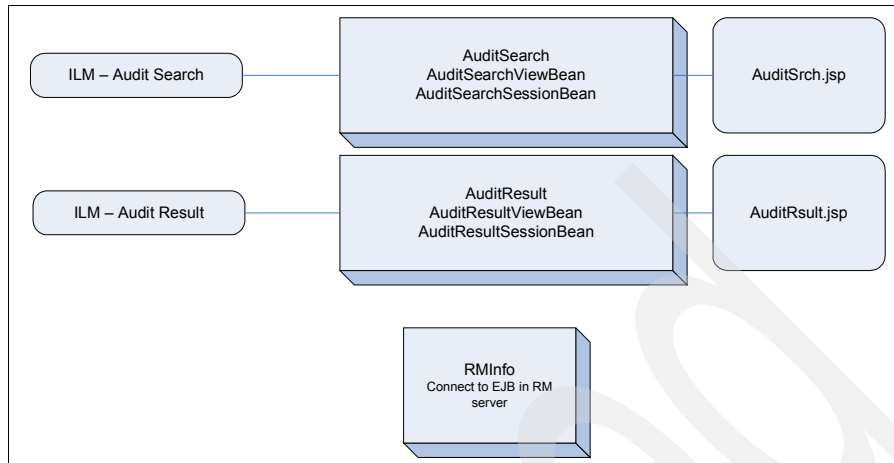 ILM – Audit Search
AuditSearch
AuditSearchViewBean
AuditSearchSessionBean
AuditSrch.jsp
ILM – Audit Result
AuditResult
AuditResultViewBean
AuditResultSessionBean
AuditRsult.jsp
RMInfo
Connect to EJB in RM
server